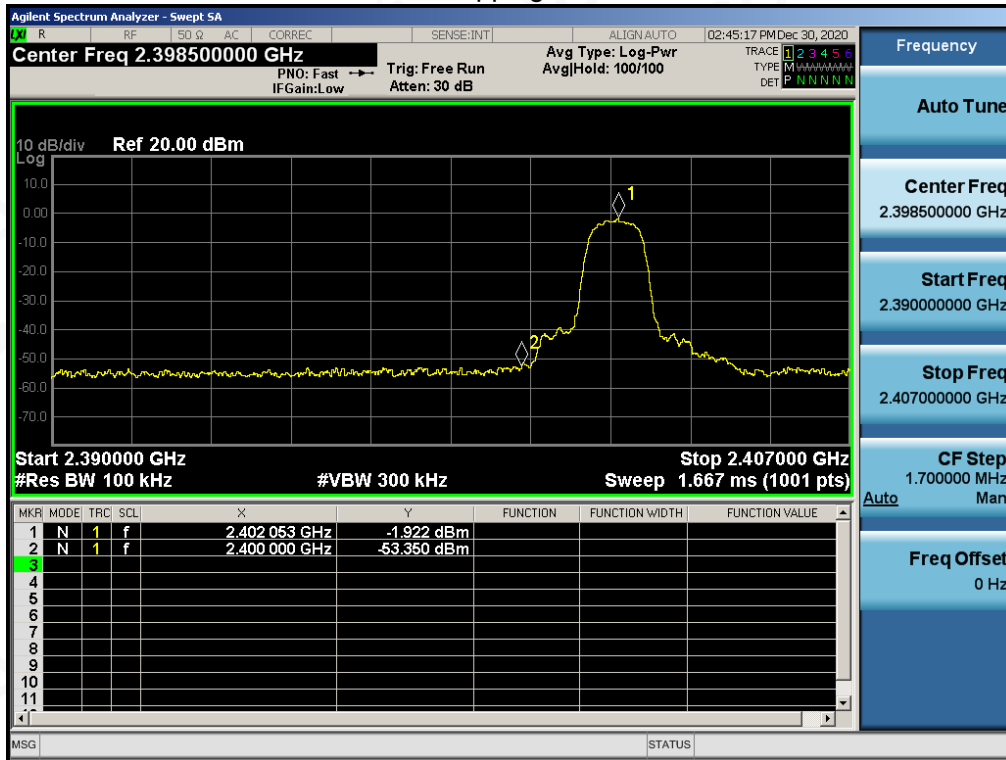 Agilent Spectrum Analyzer - Swept SA
LXI R RF 50 Ω AC CORREC SENSE:INT ALIGN AUTO 02:45:17 PM Dec 30, 2020
Center Freq 2.398500000 GHz
PNO: Fast
IFGain:Low
Trig: Free Run
Atten: 30 dB
Avg Type: Log-Pwr
Avg|Hold: 100/100
TRACE 1 2 3 4 5 6
TYPE M WWWWW
DET P N N N N N
10 dB/div Ref 20.00 dBm
Log
10.0
0.00
-10.0
-20.0
-30.0
-40.0
-50.0
-60.0
-70.0
1
2
Start 2.390000 GHz Stop 2.407000 GHz
#Res BW 100 kHz #VBW 300 kHz Sweep 1.667 ms (1001 pts)
MKR MODE TRC SCL X Y FUNCTION FUNCTION WIDTH FUNCTION VALUE
1 N 1 f 2.402 053 GHz -1.922 dBm
2 N 1 f 2.400 000 GHz -53.350 dBm
3
4
5
6
7
8
9
10
11
MSG STATUS
Frequency
Auto Tune
Center Freq
2.398500000 GHz
Start Freq
2.390000000 GHz
Stop Freq
2.407000000 GHz
CF Step
1.700000 MHz
Auto Man
Freq Offset
0 Hz